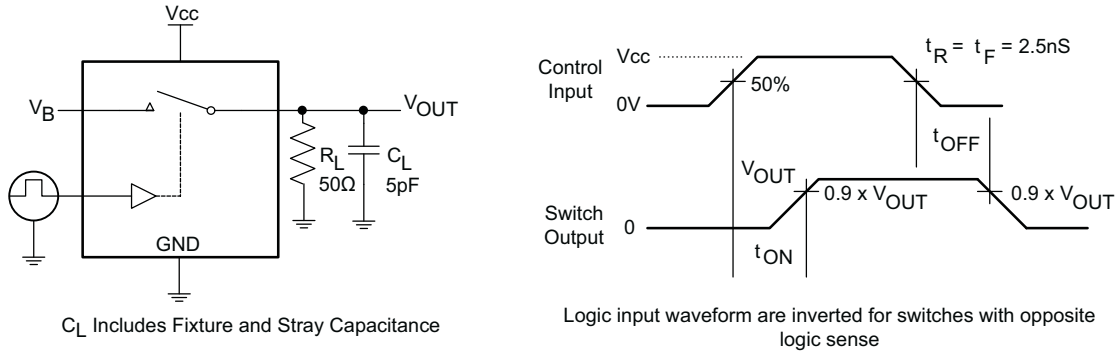 Vcc
V_B
V_OUT
R_L
50Ω
C_L
5pF
GND
C_L Includes Fixture and Stray Capacitance
Control
Input
Vcc
0V
50%
t_R = t_F = 2.5nS
t_OFF
Switch
Output
V_OUT
0
0.9 x V_OUT
0.9 x V_OUT
t_ON
Logic input waveform are inverted for switches with opposite
logic sense